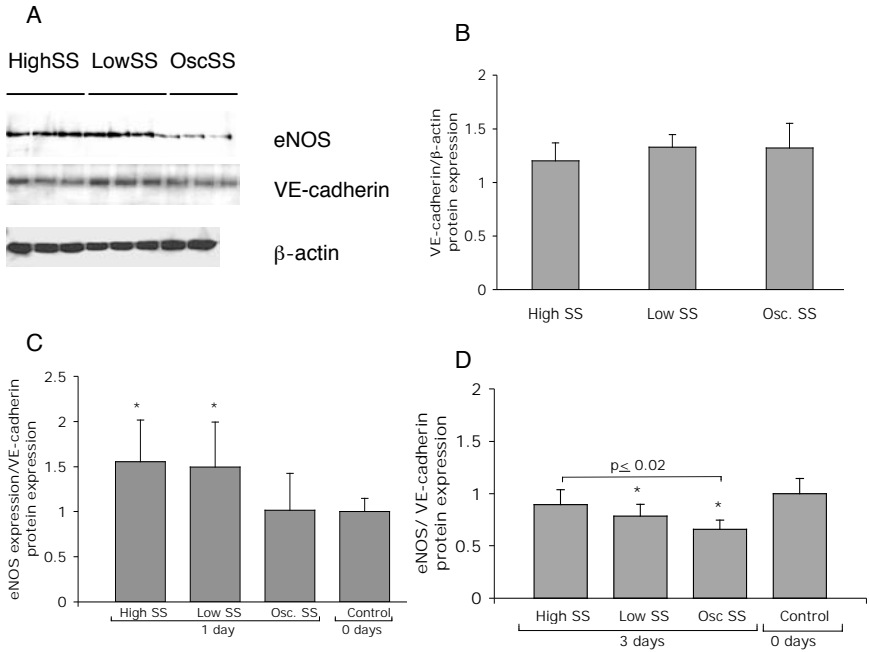 A
HighSS LowSS OscSS
eNOS
VE-cadherin
β-actin
B
VE-cadherin/β-actin
protein expression
2
1.5
1
0.5
0
High SS Low SS Osc. SS
C
eNOS expression/VE-cadherin
protein expression
2.5
2
1.5
1
0.5
0
* *
High SS Low SS Osc. SS Control
1 day 0 days
D
eNOS/ VE-cadherin
protein expression
2
1.5
1
0.5
0
p≤ 0.02
* *
High SS Low SS Osc SS Control
3 days 0 days